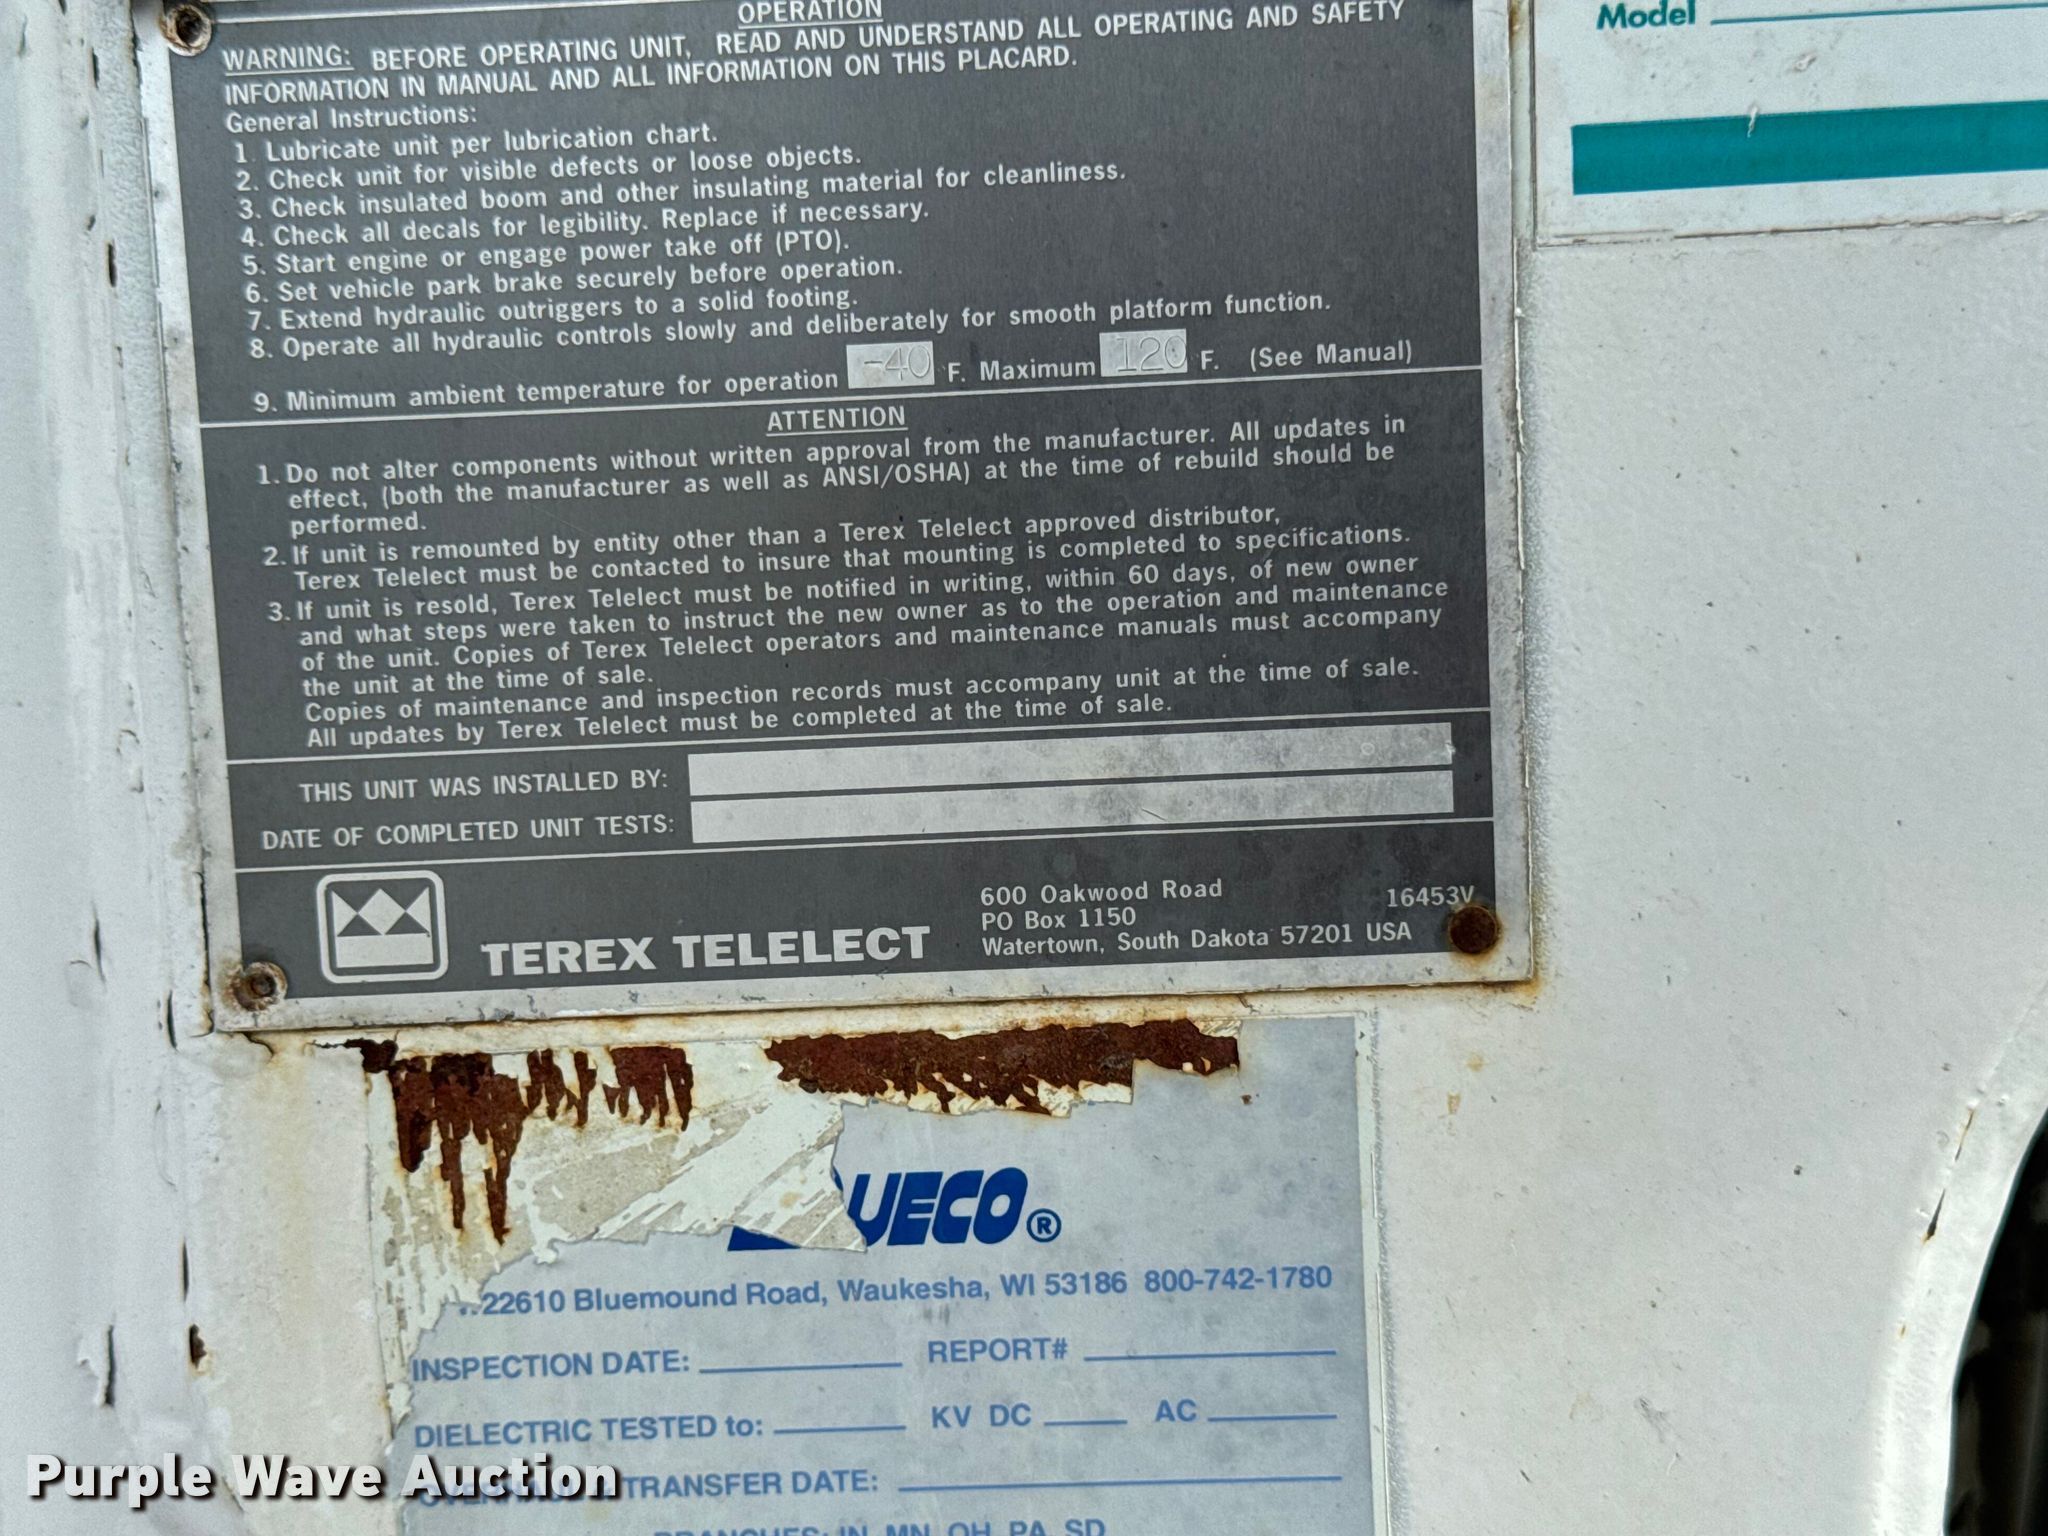 OPERATION
WARNING: BEFORE OPERATING UNIT, READ AND UNDERSTAND ALL OPERATING AND SAFETY
INFORMATION IN MANUAL AND ALL INFORMATION ON THIS PLACARD.
General Instructions:
1. Lubricate unit per lubrication chart.
2. Check unit for visible defects or loose objects.
3. Check insulated boom and other insulating material for cleanliness.
4. Check all decals for legibility. Replace if necessary.
5. Start engine or engage power take off (PTO).
6. Set vehicle park brake securely before operation.
7. Extend hydraulic outriggers to a solid footing.
8. Operate all hydraulic controls slowly and deliberately for smooth platform function.
9. Minimum ambient temperature for operation -40 F. Maximum 120 F. (See Manual)
ATTENTION
1. Do not alter components without written approval from the manufacturer. All updates in
effect, (both the manufacturer as well as ANSI/OSHA) at the time of rebuild should be
performed.
2. If unit is remounted by entity other than a Terex Telelect approved distributor,
Terex Telelect must be contacted to insure that mounting is completed to specifications.
3. If unit is resold, Terex Telelect must be notified in writing, within 60 days, of new owner
and what steps were taken to instruct the new owner as to the operation and maintenance
of the unit. Copies of Terex Telelect operators and maintenance manuals must accompany
the unit at the time of sale.
Copies of maintenance and inspection records must accompany unit at the time of sale.
All updates by Terex Telelect must be completed at the time of sale.
THIS UNIT WAS INSTALLED BY:
DATE OF COMPLETED UNIT TESTS:
TEREX TELELECT
600 Oakwood Road
PO Box 1150
Watertown, South Dakota 57201 USA
16453V
Model
UECO®
22610 Bluemound Road, Waukesha, WI 53186 800-742-1780
INSPECTION DATE: REPORT#
DIELECTRIC TESTED to: KV DC AC
TRANSFER DATE:
BRANCHES: IN, MN, OH, PA, SD
Purple Wave Auction